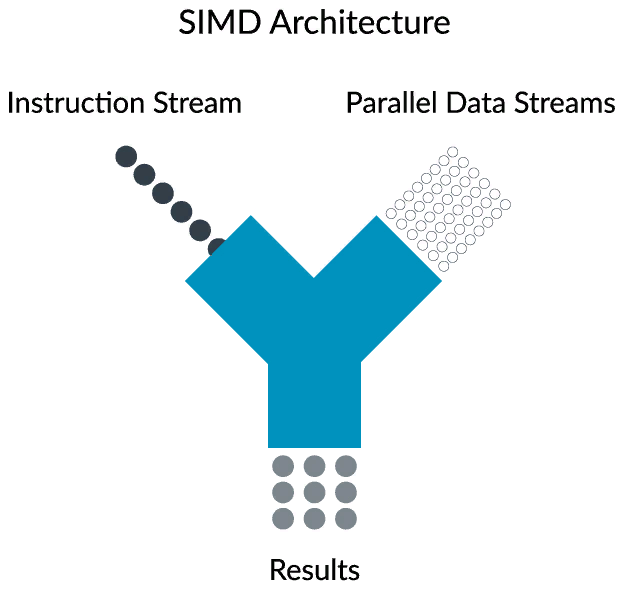 SIMD Architecture
Instruction Stream
Parallel Data Streams
Results